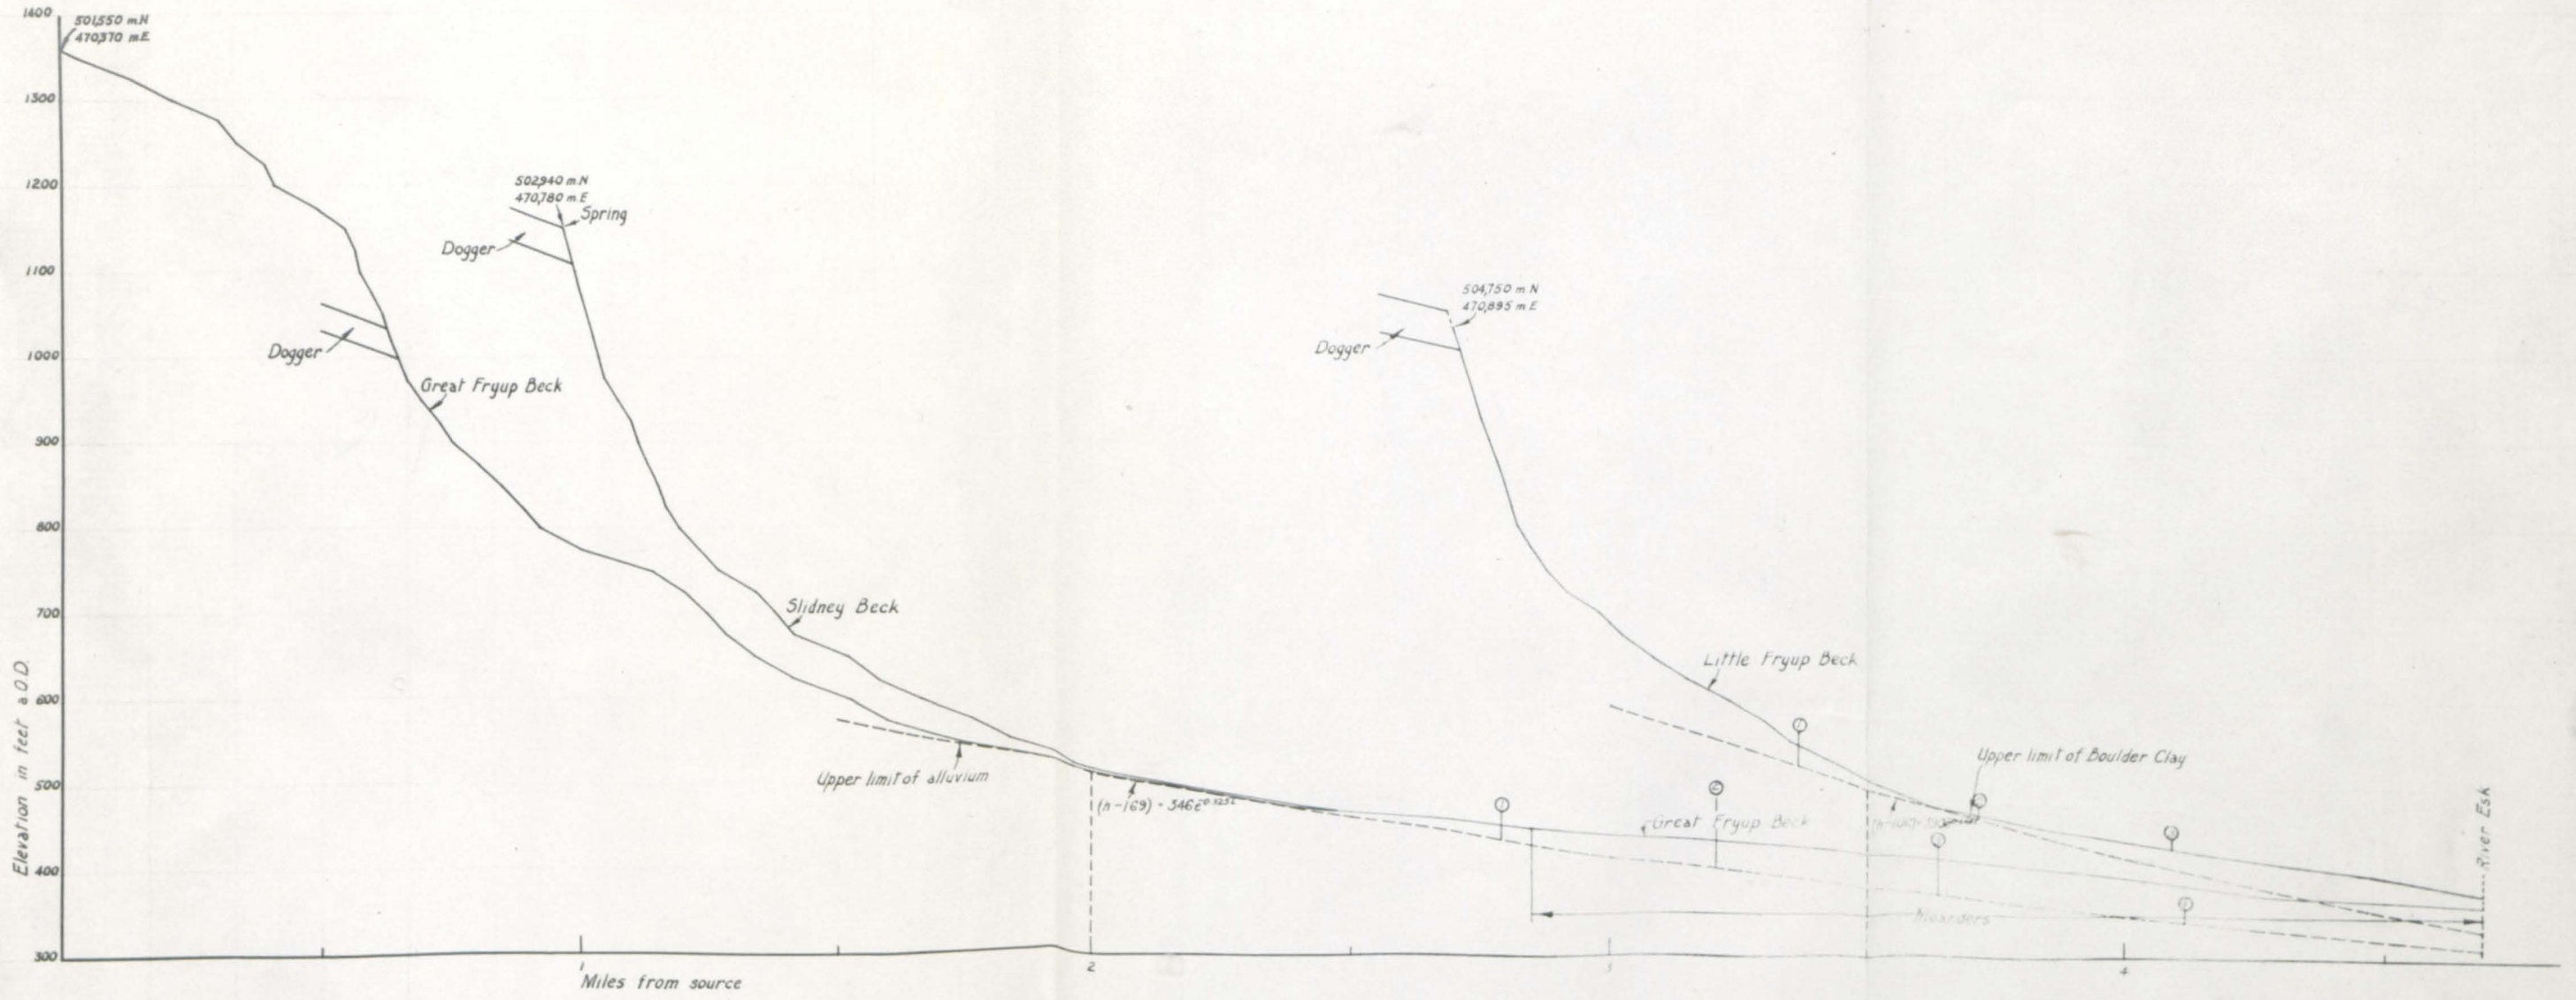 1400
1300
1200
1100
1000
900
800
700
600
500
400
300
Elevation in feet a O.D.
501,550 m.N
470,370 m.E
502,940 m.N
470,780 m.E
Spring
Dogger
Dogger
Great Fryup Beck
504,750 m N
470,895 m E
Dogger
Slidney Beck
Little Fryup Beck
Upper limit of alluvium
Upper limit of Boulder Clay
Great Fryup Beck
Meanders
River Esk
1
2
3
4
Miles from source